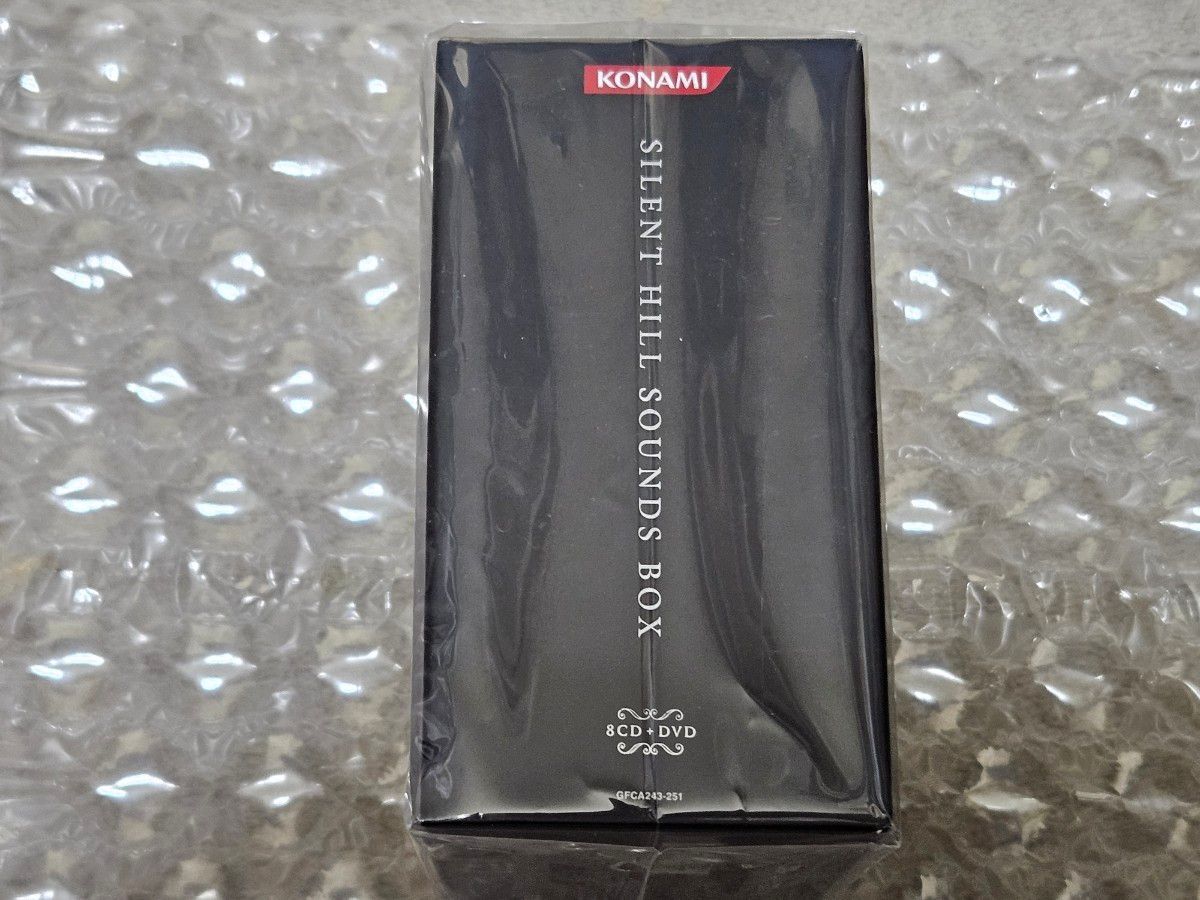 KONAMI
SILENT HILL SOUNDS BOX
8CD+DVD
GFCA243-251